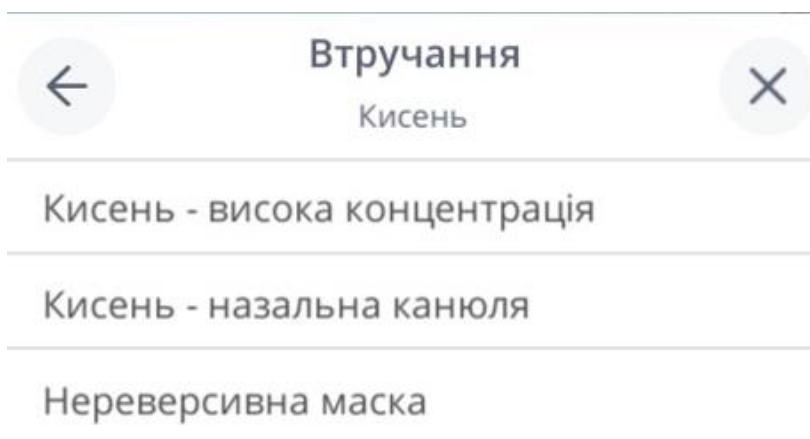 Втручання
Кисень
Кисень - висока концентрація
Кисень - назальна канюля
Нереверсивна маска